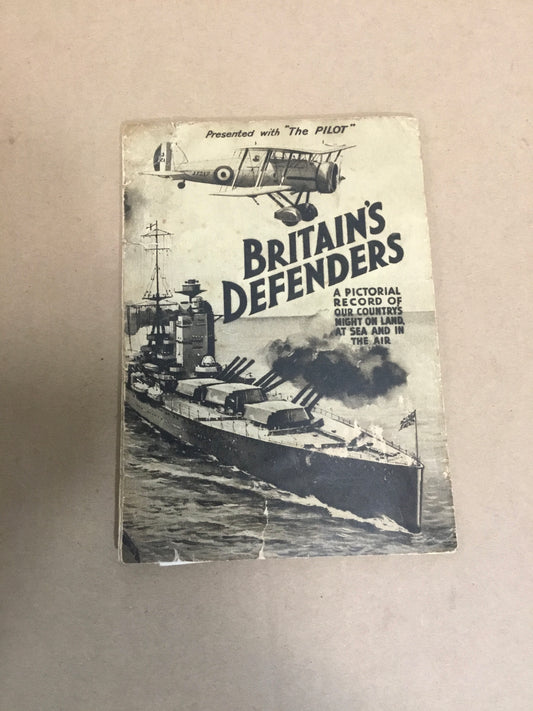 Presented with "The PILOT"
BRITAIN'S
DEFENDERS
A PICTORIAL
RECORD OF
OUR COUNTRY'S
MIGHT ON LAND,
AT SEA AND IN
THE AIR